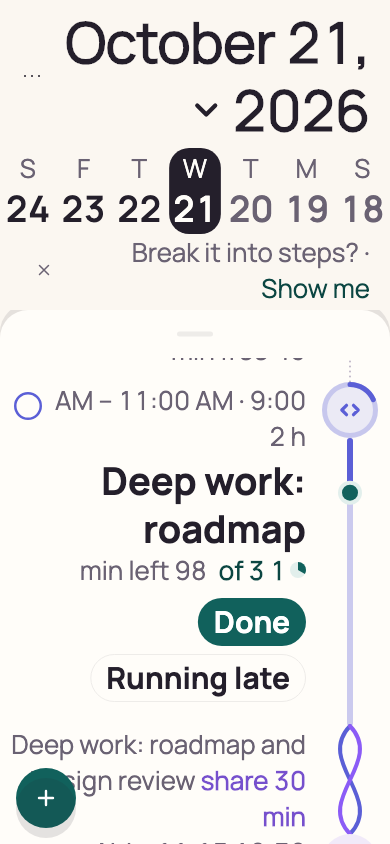 October 21,
2026
...
S F T W T M S
24 23 22 21 20 19 18
Break it into steps? ·
Show me
×
AM – 11:00 AM · 9:00
2 h
Deep work:
roadmap
min left 98 of 3 1
Done
Running late
Deep work: roadmap and
sign review share 30
min
+